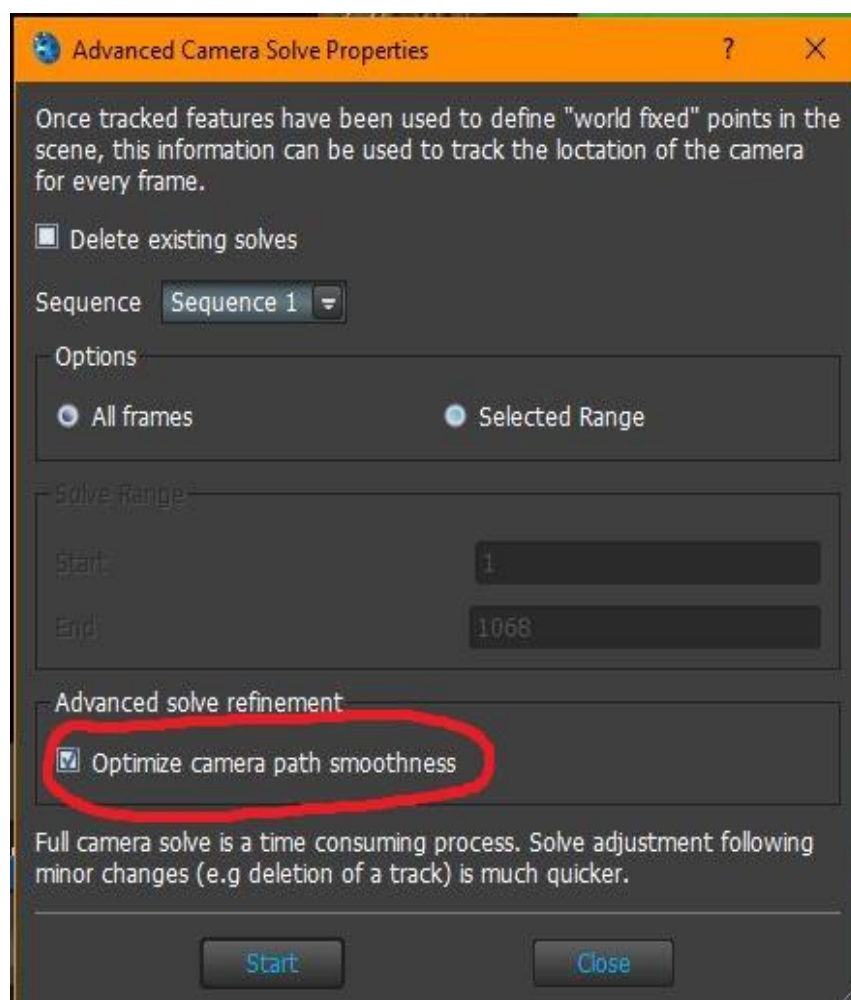 Advanced Camera Solve Properties ? X
Once tracked features have been used to define "world fixed" points in the
scene, this information can be used to track the loctation of the camera
for every frame.
Delete existing solves
Sequence Sequence 1
Options
All frames Selected Range
Solve Range
Start 1
End 1068
Advanced solve refinement
Optimize camera path smoothness
Full camera solve is a time consuming process. Solve adjustment following
minor changes (e.g deletion of a track) is much quicker.
Start Close